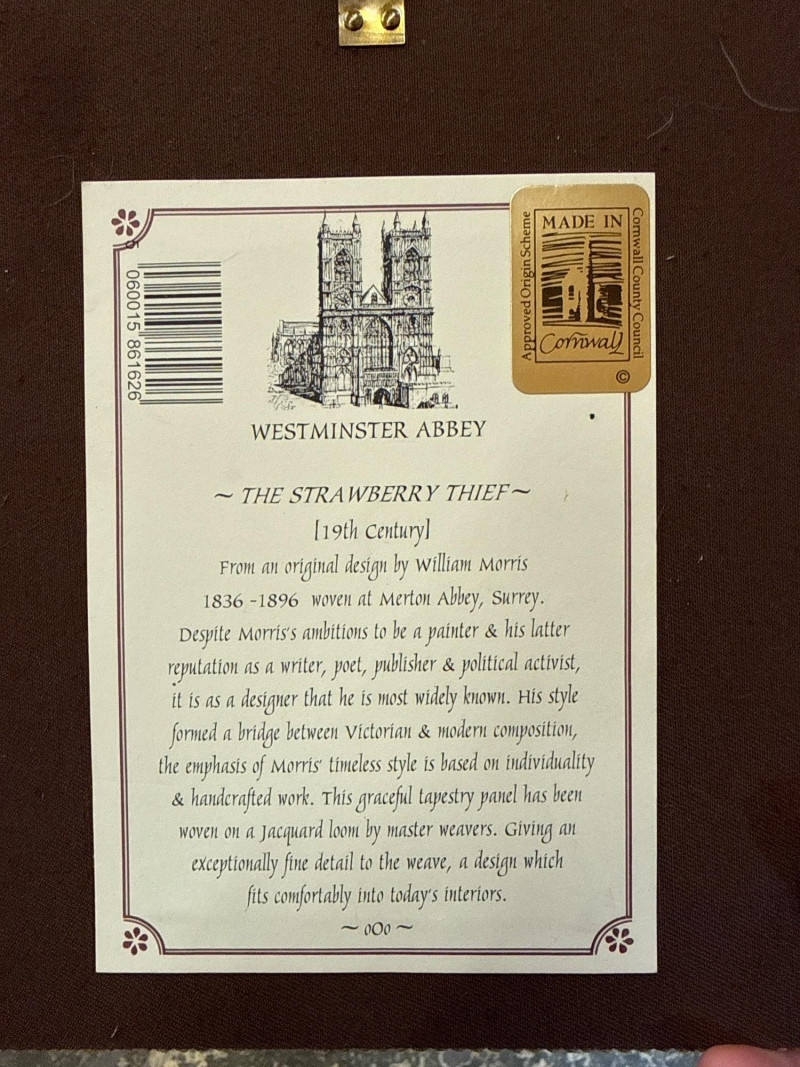 5 060015 861626
Approved Origin Scheme
MADE IN
Cornwall
Cornwall County Council
©
WESTMINSTER ABBEY
~ THE STRAWBERRY THIEF ~
[19th Century]
From an original design by William Morris
1836 -1896 woven at Merton Abbey, Surrey.
Despite Morris's ambitions to be a painter & his latter
reputation as a writer, poet, publisher & political activist,
it is as a designer that he is most widely known. His style
formed a bridge between Victorian & modern composition,
the emphasis of Morris' timeless style is based on individuality
& handcrafted work. This graceful tapestry panel has been
woven on a Jacquard loom by master weavers. Giving an
exceptionally fine detail to the weave, a design which
fits comfortably into today's interiors.
~ oOo ~